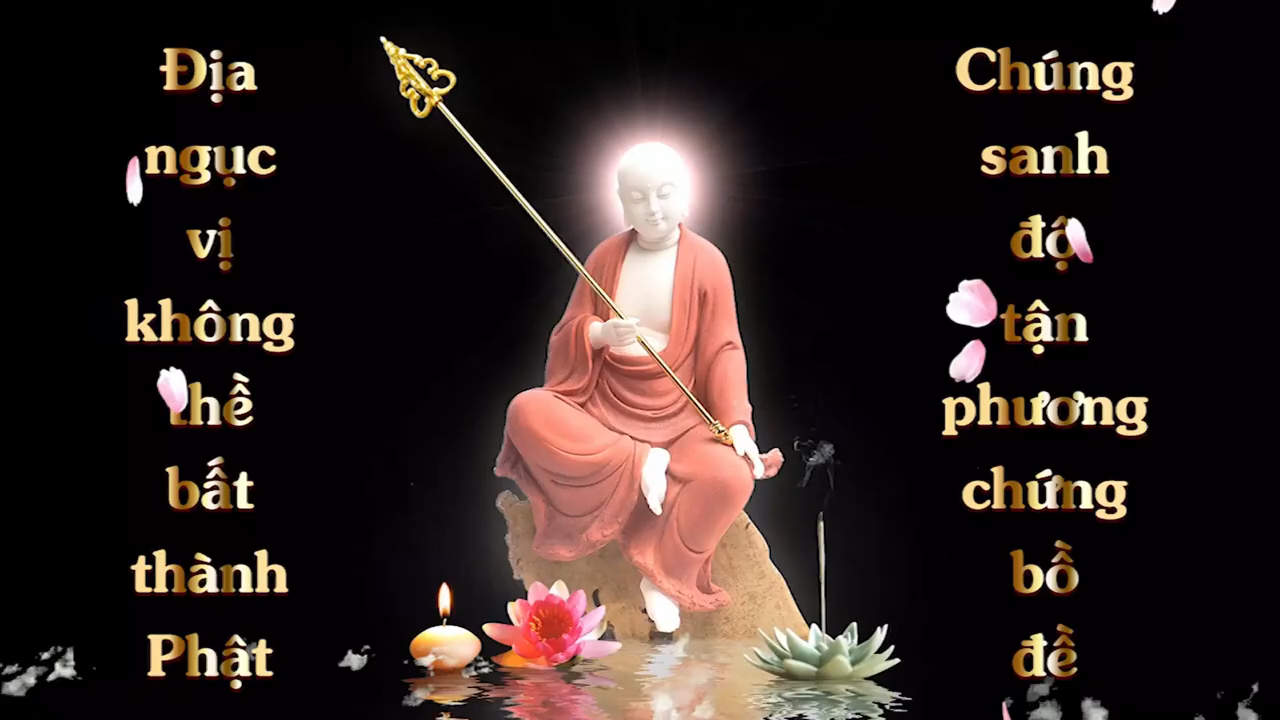 Địa
ngục
vị
không
thề
bất
thành
Phật
Chúng
sanh
độ
tận
phương
chứng
bồ
đề